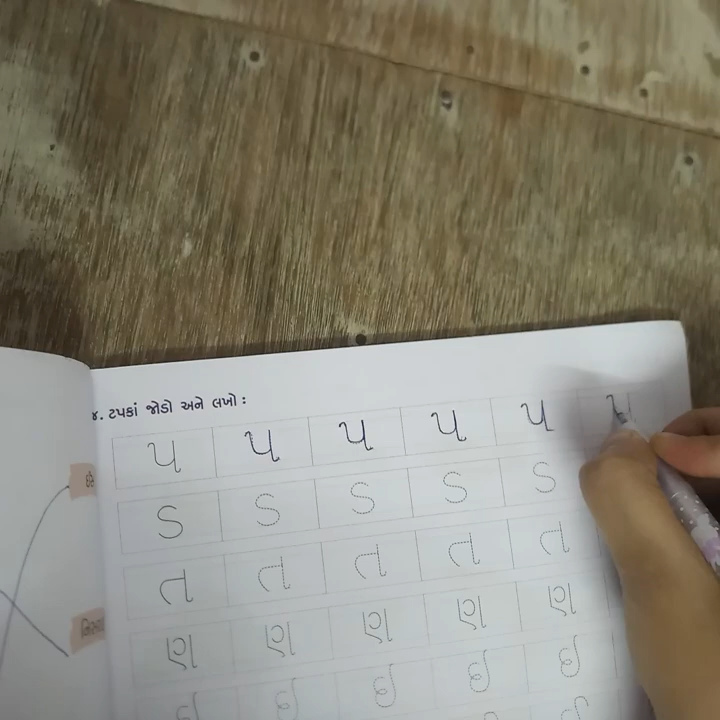 ૪. ટપકાં જોડો અને લખો :
પ પ પ પ પ પ
ડ ડ ડ ડ ડ
ત ત ત ત ત
ણ ણ ણ ણ ણ
ઇ ઇ ઇ ઇ ઇ